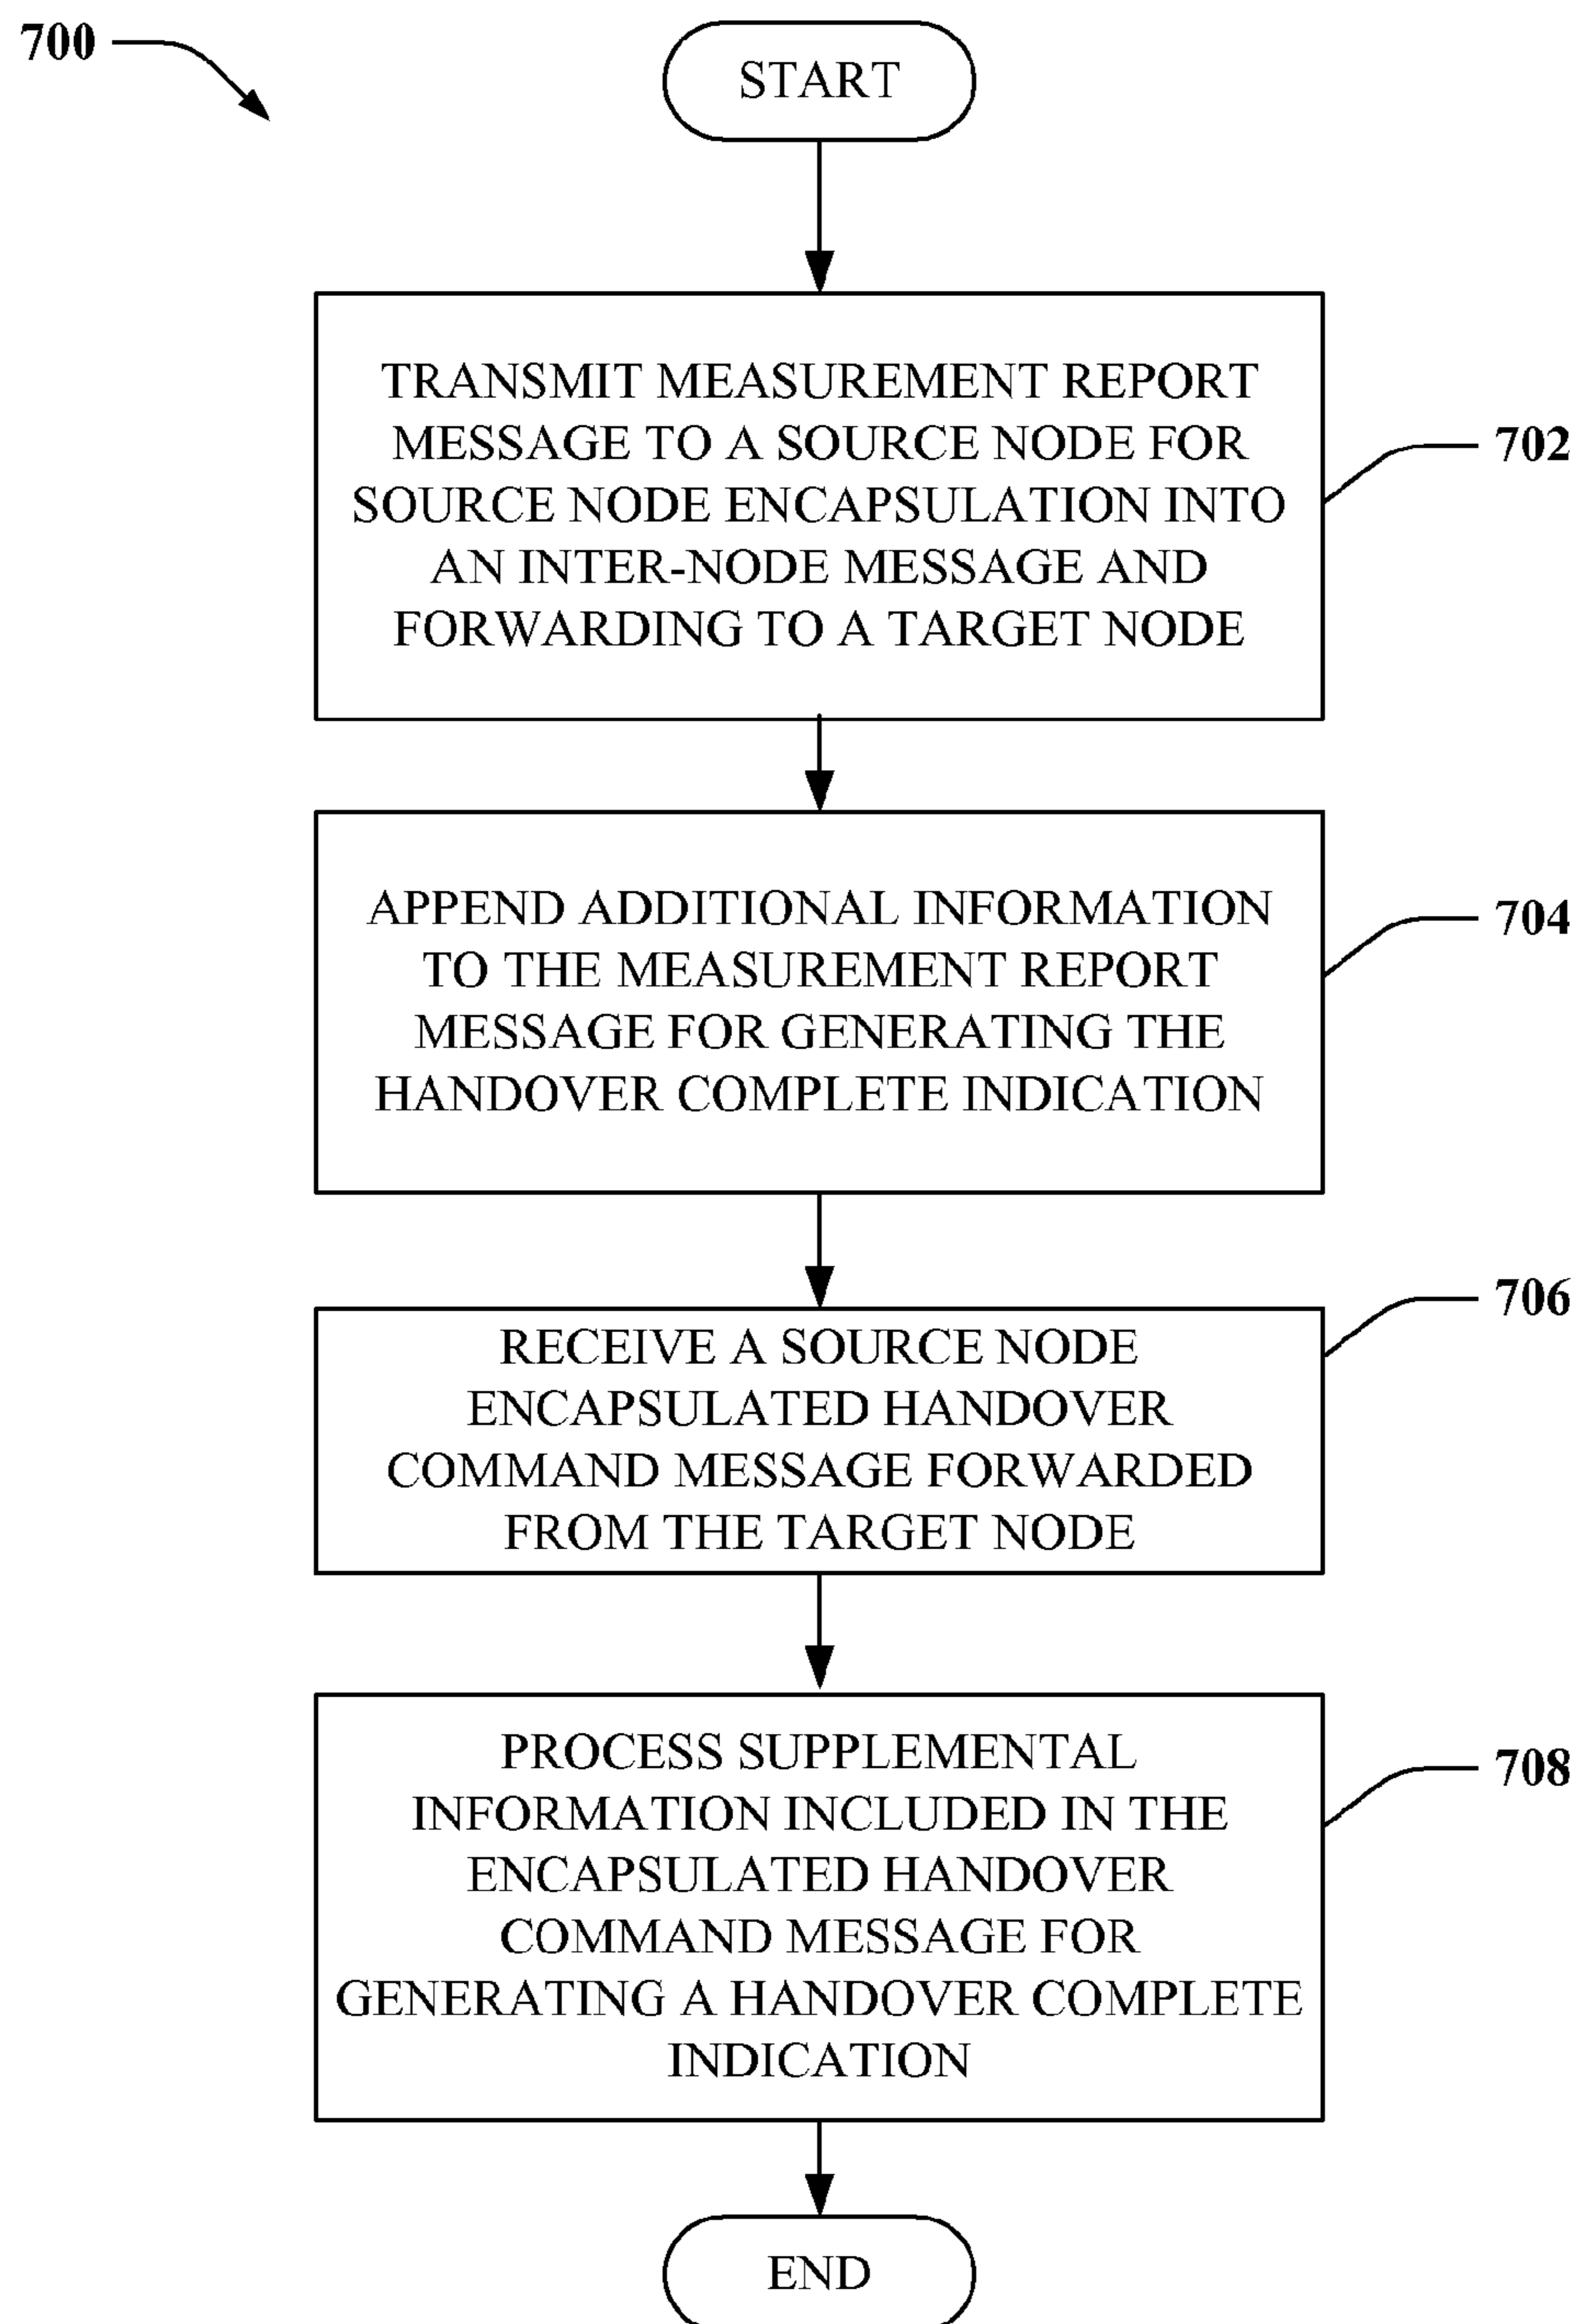 700
START
TRANSMIT MEASUREMENT REPORT
MESSAGE TO A SOURCE NODE FOR
SOURCE NODE ENCAPSULATION INTO
AN INTER-NODE MESSAGE AND
FORWARDING TO A TARGET NODE
702
APPEND ADDITIONAL INFORMATION
TO THE MEASUREMENT REPORT
MESSAGE FOR GENERATING THE
HANDOVER COMPLETE INDICATION
704
RECEIVE A SOURCE NODE
ENCAPSULATED HANDOVER
COMMAND MESSAGE FORWARDED
FROM THE TARGET NODE
706
PROCESS SUPPLEMENTAL
INFORMATION INCLUDED IN THE
ENCAPSULATED HANDOVER
COMMAND MESSAGE FOR
GENERATING A HANDOVER COMPLETE
INDICATION
708
END